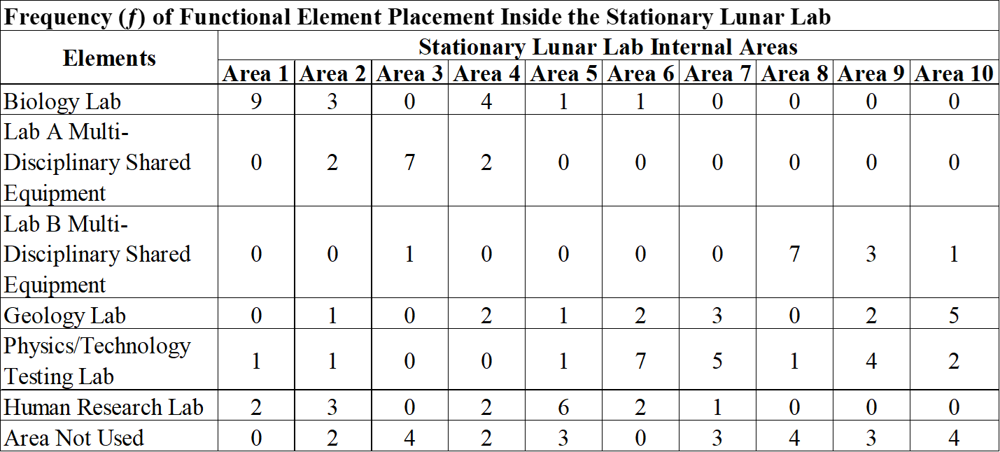 Frequency (f) of Functional Element Placement Inside the Stationary Lunar Lab
Elements
Stationary Lunar Lab Internal Areas
Area 1 Area 2 Area 3 Area 4 Area 5 Area 6 Area 7 Area 8 Area 9 Area 10
Biology Lab 9 3 0 4 1 1 0 0 0 0
Lab A Multi-
Disciplinary Shared 0 2 7 2 0 0 0 0 0 0
Equipment
Lab B Multi-
Disciplinary Shared 0 0 1 0 0 0 0 7 3 1
Equipment
Geology Lab 0 1 0 2 1 2 3 0 2 5
Physics/Technology
Testing Lab 1 1 0 0 1 7 5 1 4 2
Human Research Lab 2 3 0 2 6 2 1 0 0 0
Area Not Used 0 2 4 2 3 0 3 4 3 4